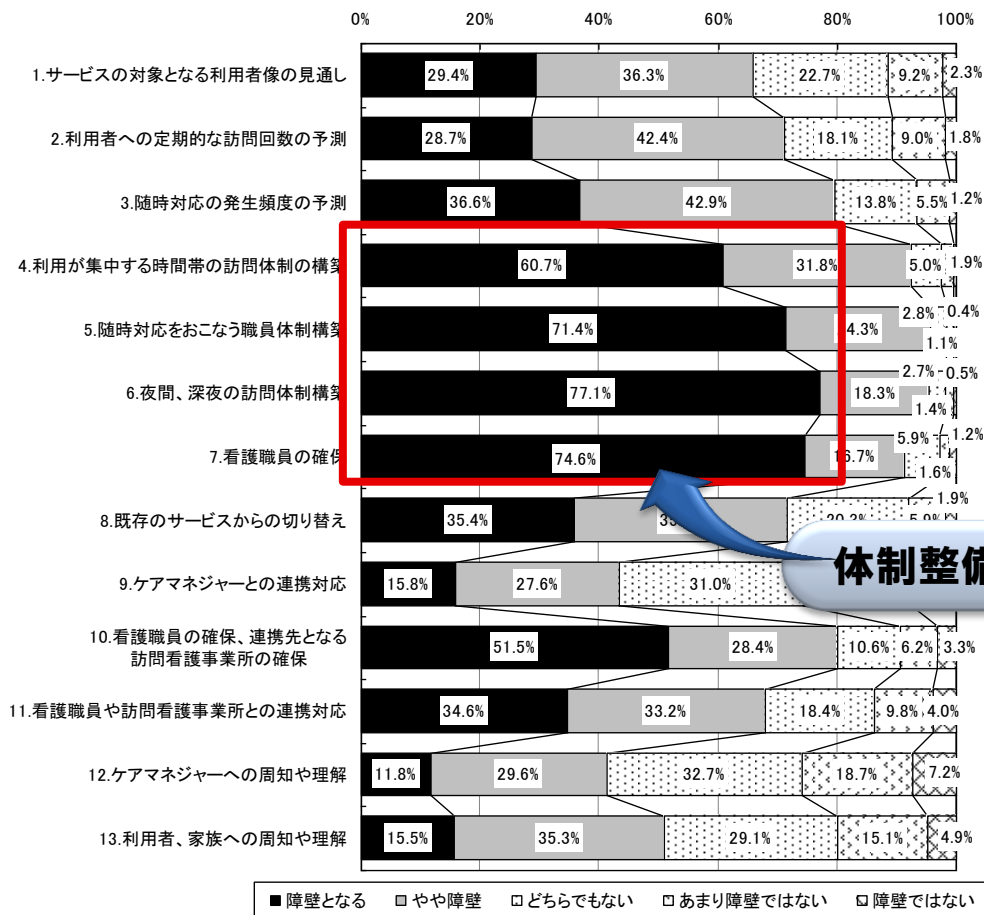 0% 20% 40% 60% 80% 100%
1.サービスの対象となる利用者像の見通し 29.4% 36.3% 22.7% 9.2% 2.3%
2.利用者への定期的な訪問回数の予測 28.7% 42.4% 18.1% 9.0% 1.8%
3.随時対応の発生頻度の予測 36.6% 42.9% 13.8% 5.5% 1.2%
4.利用が集中する時間帯の訪問体制の構築 60.7% 31.8% 5.0% 1.9%
5.随時対応をおこなう職員体制構築 71.4% 24.3% 2.8% 1.1% 0.4%
6.夜間、深夜の訪問体制構築 77.1% 18.3% 2.7% 1.4% 0.5%
7.看護職員の確保 74.6% 16.7% 5.9% 1.6% 1.2%
8.既存のサービスからの切り替え 35.4% 5.9% 1.9%
9.ケアマネジャーとの連携対応 15.8% 27.6% 31.0%
体制整備
10.看護職員の確保、連携先となる
訪問看護事業所の確保 51.5% 28.4% 10.6% 6.2% 3.3%
11.看護職員や訪問看護事業所との連携対応 34.6% 33.2% 18.4% 9.8% 4.0%
12.ケアマネジャーへの周知や理解 11.8% 29.6% 32.7% 18.7% 7.2%
13.利用者、家族への周知や理解 15.5% 35.3% 29.1% 15.1% 4.9%
障壁となる やや障壁 どちらでもない あまり障壁ではない 障壁ではない